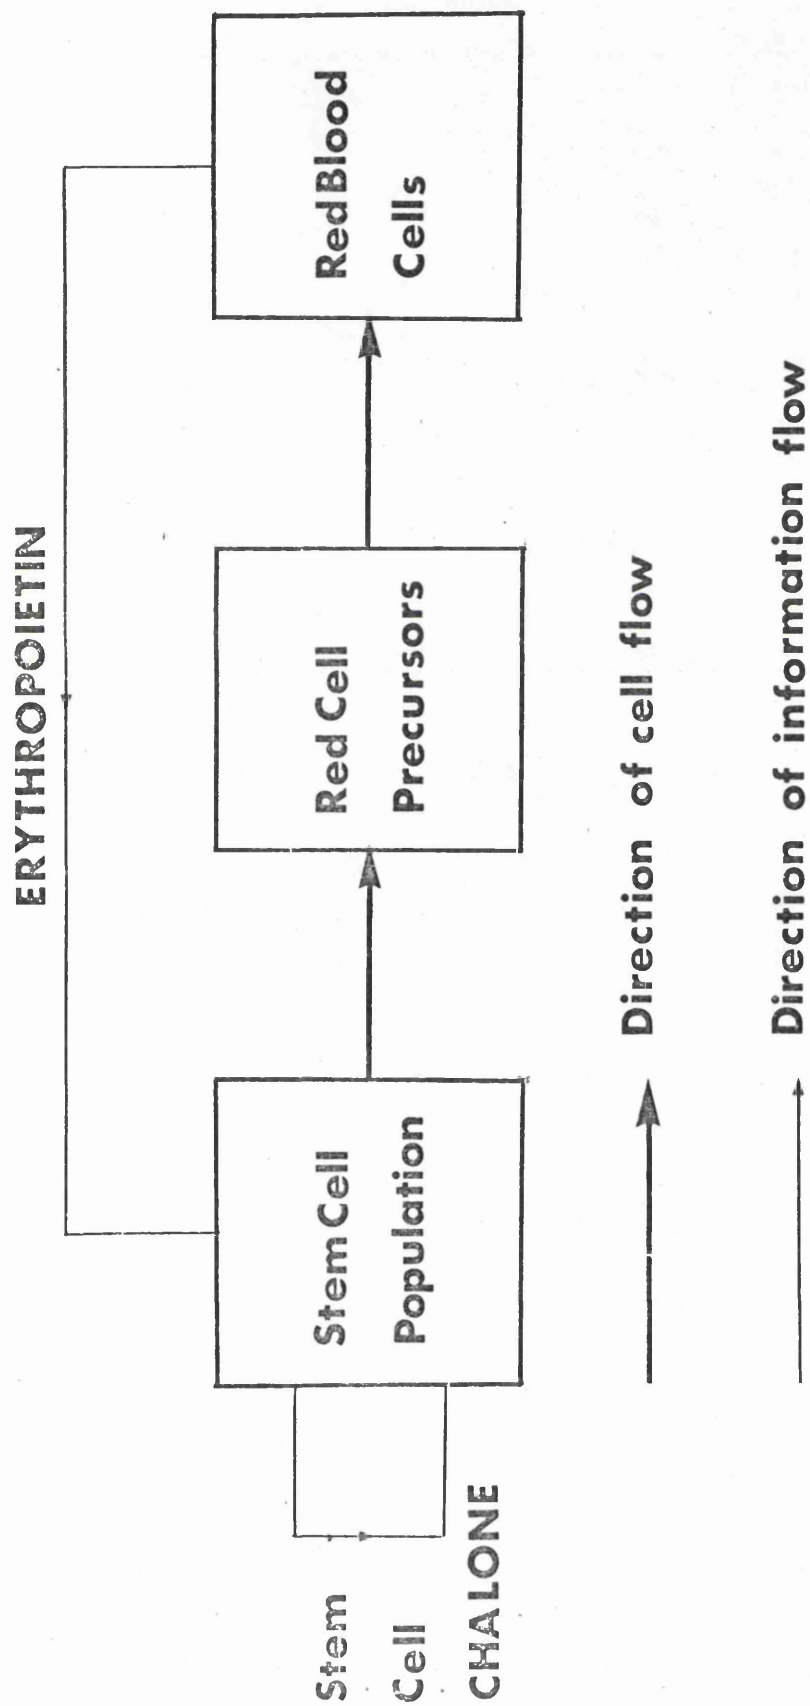 ERYTHROPOIETIN
Stem
Cell
CHALONE
Stem Cell
Population
Red Cell
Precursors
Red Blood
Cells
Direction of cell flow
Direction of information flow